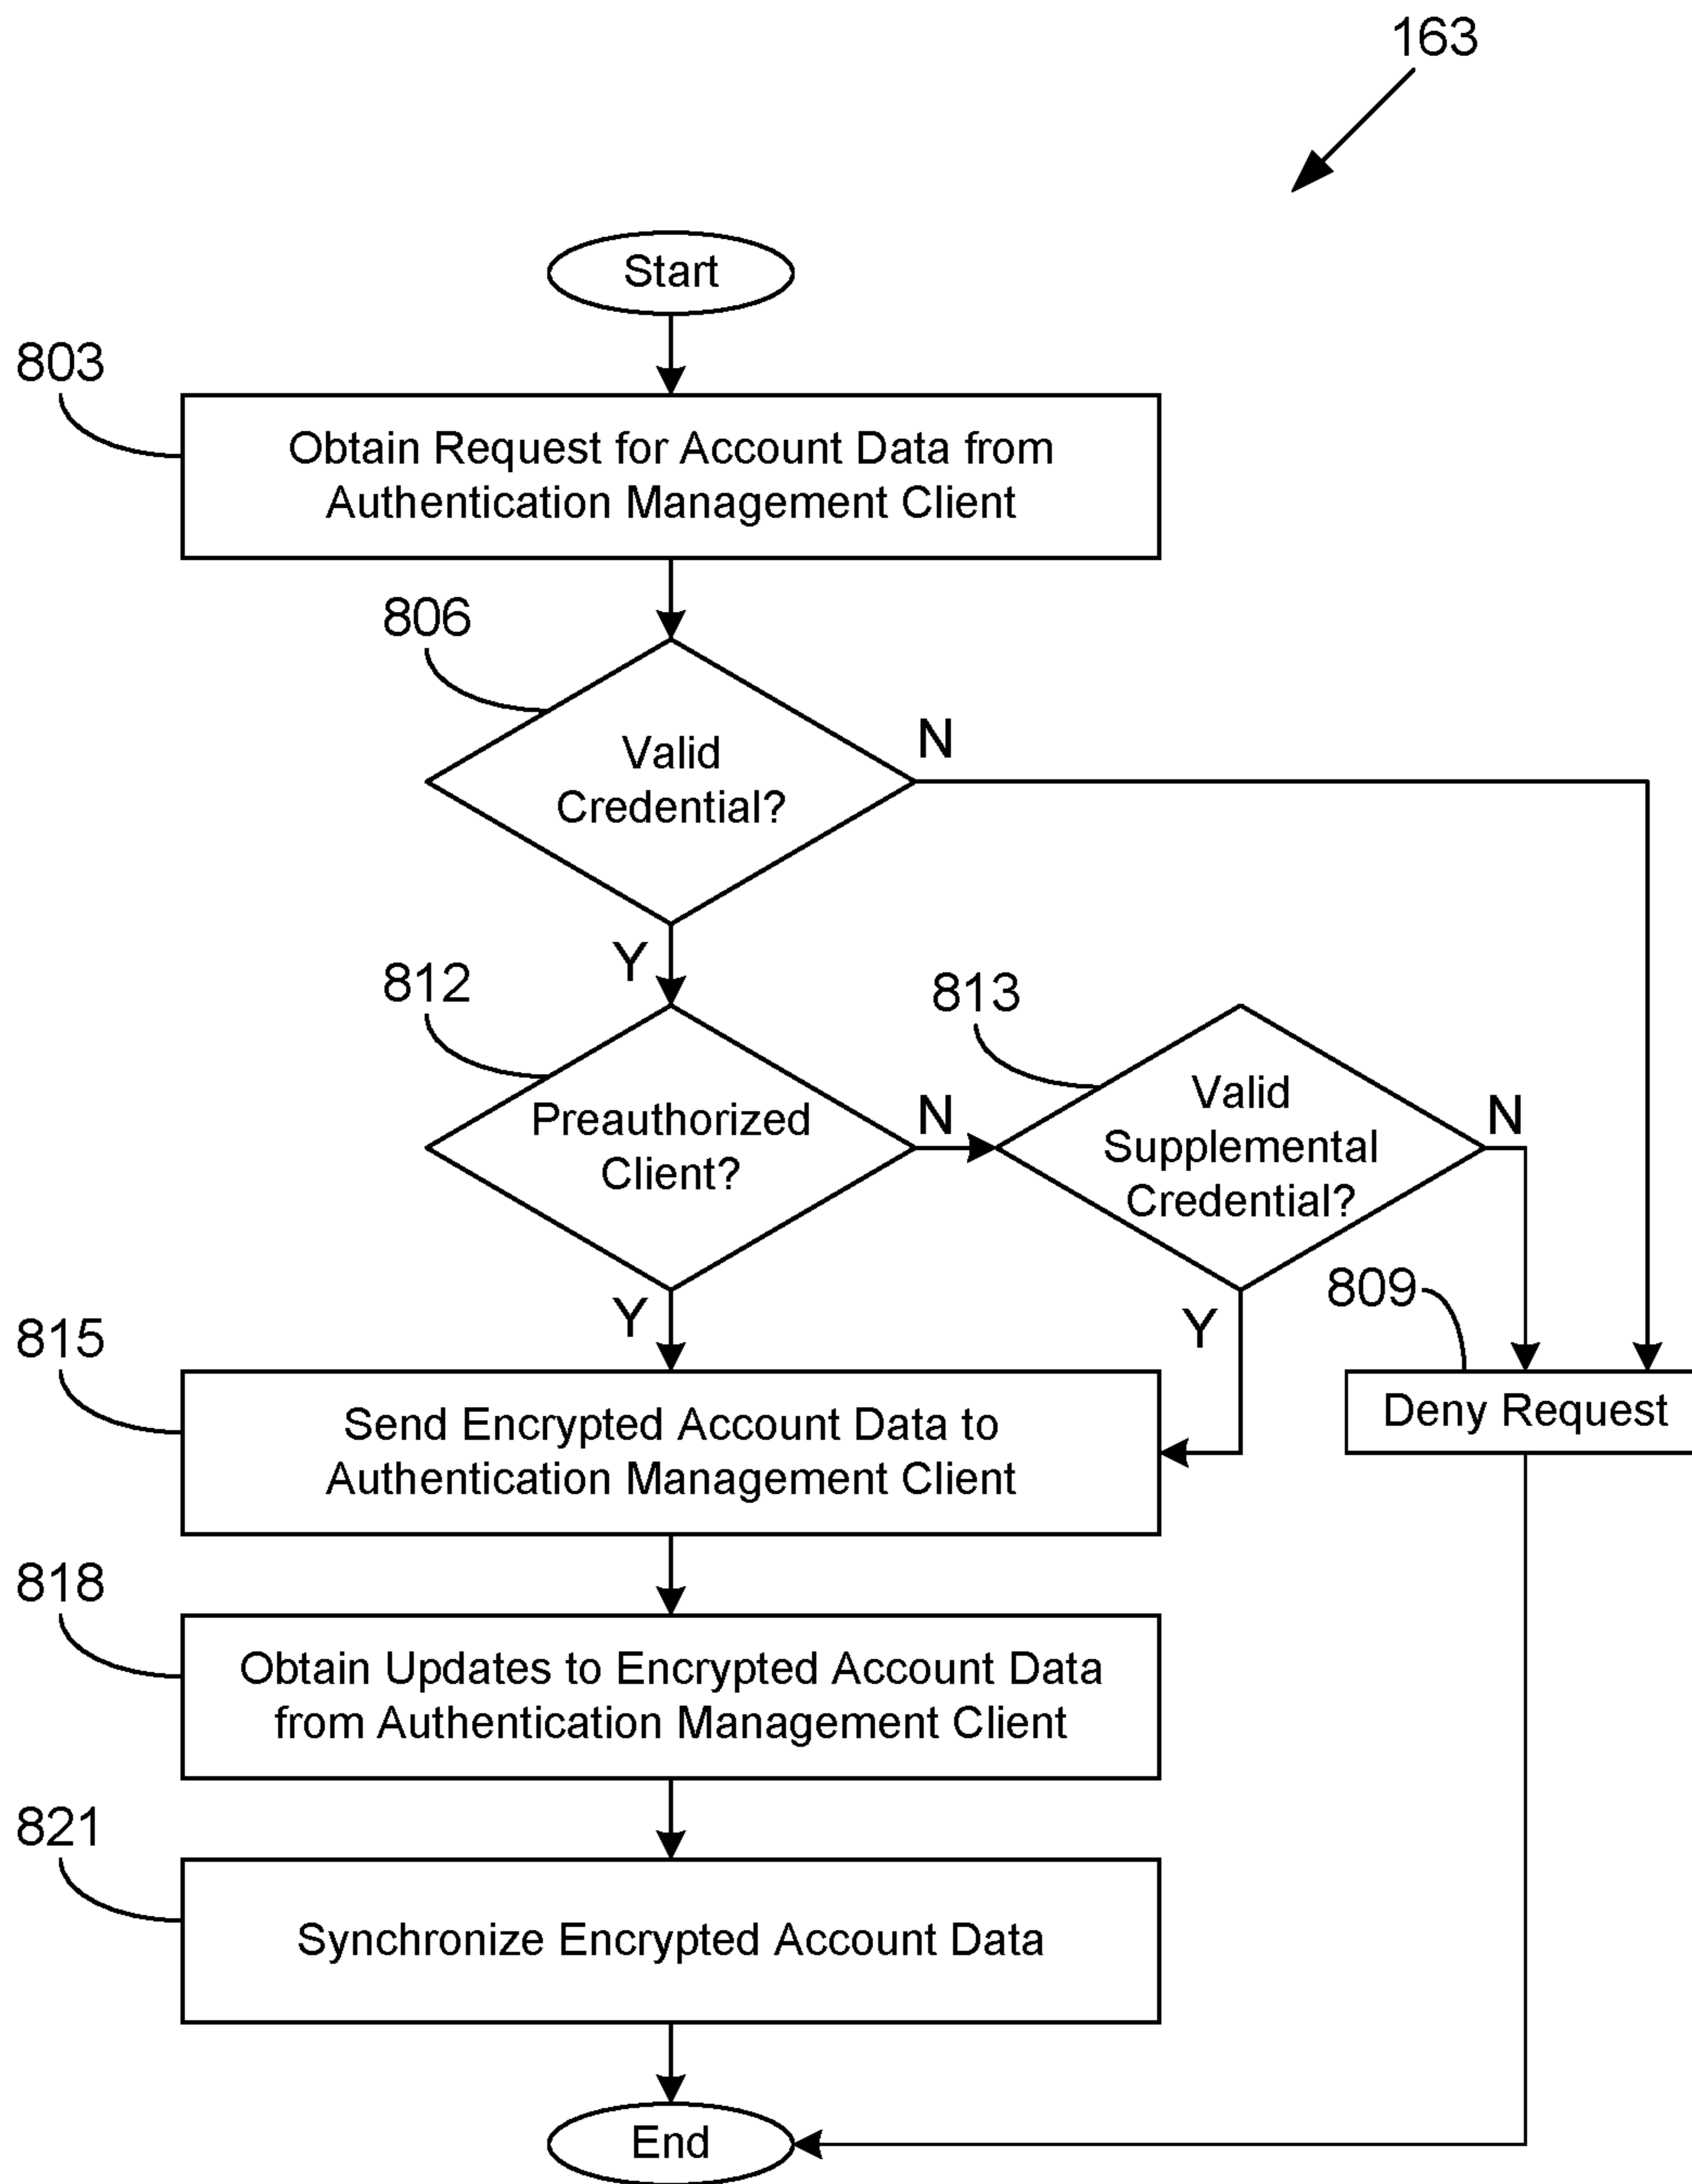 163
Start
803
Obtain Request for Account Data from
Authentication Management Client
806
Valid
Credential?
N
Y
812
Preauthorized
Client?
N
813
Valid
Supplemental
Credential?
N
Y
Y
809
Deny Request
815
Send Encrypted Account Data to
Authentication Management Client
818
Obtain Updates to Encrypted Account Data
from Authentication Management Client
821
Synchronize Encrypted Account Data
End